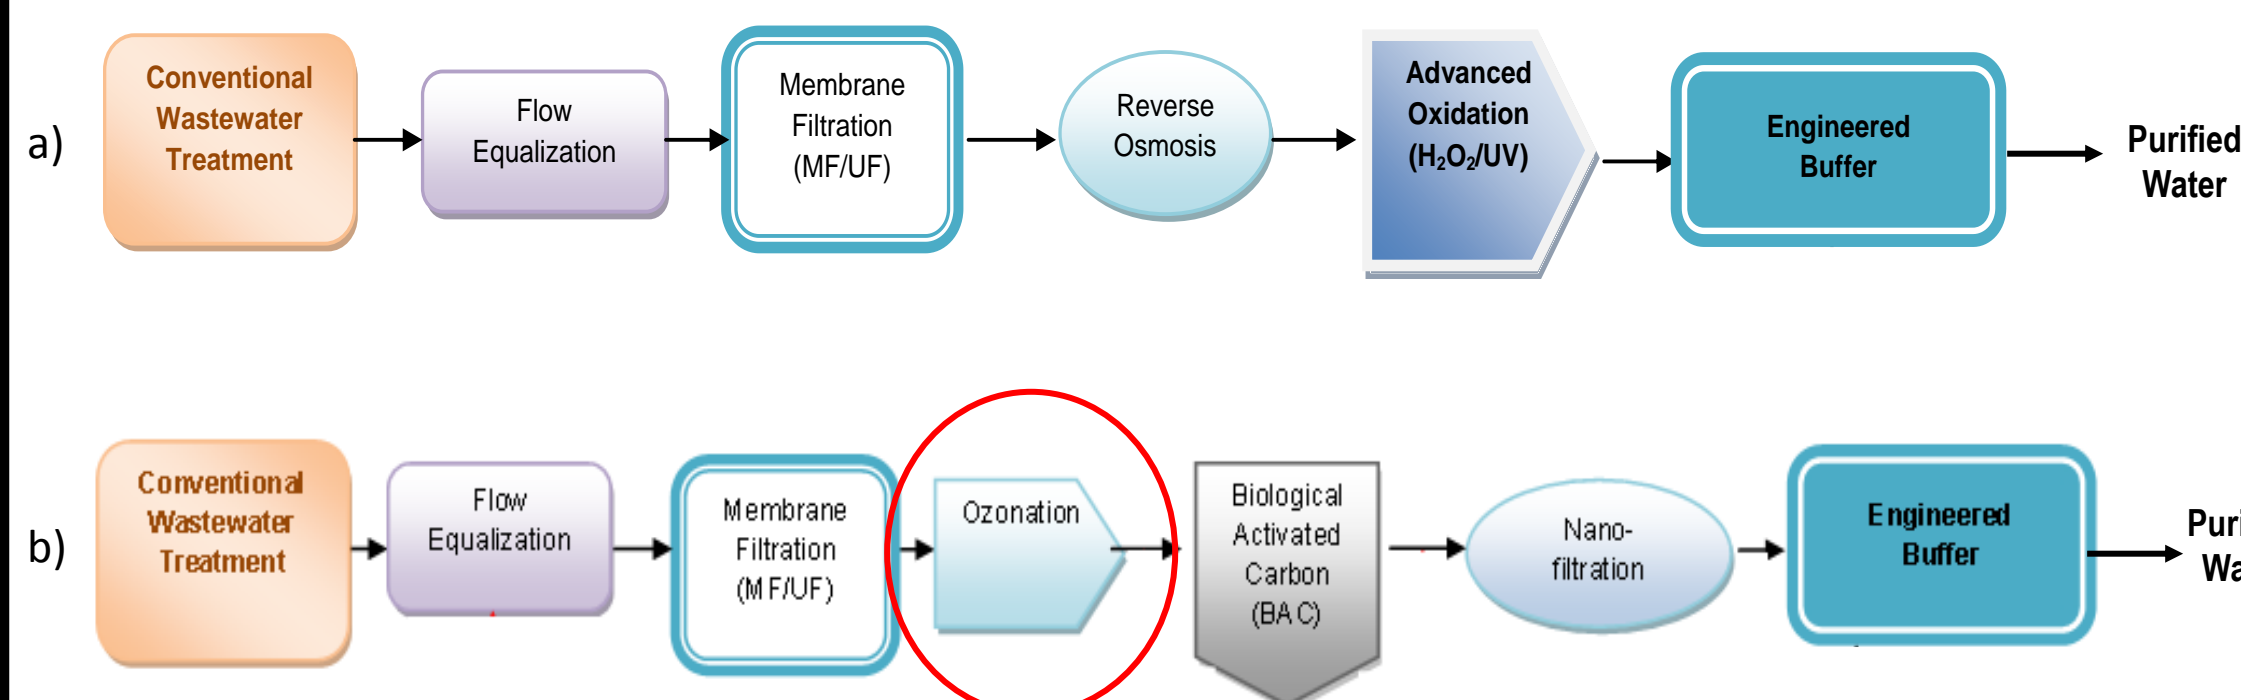 a)
Conventional
Wastewater
Treatment
Flow
Equalization
Membrane
Filtration
(MF/UF)
Reverse
Osmosis
Advanced
Oxidation
(H₂O₂/UV)
Engineered
Buffer
Purified
Water
b)
Conventional
Wastewater
Treatment
Flow
Equalization
Membrane
Filtration
(MF/UF)
Ozonation
Biological
Activated
Carbon
(BAC)
Nano-
filtration
Engineered
Buffer